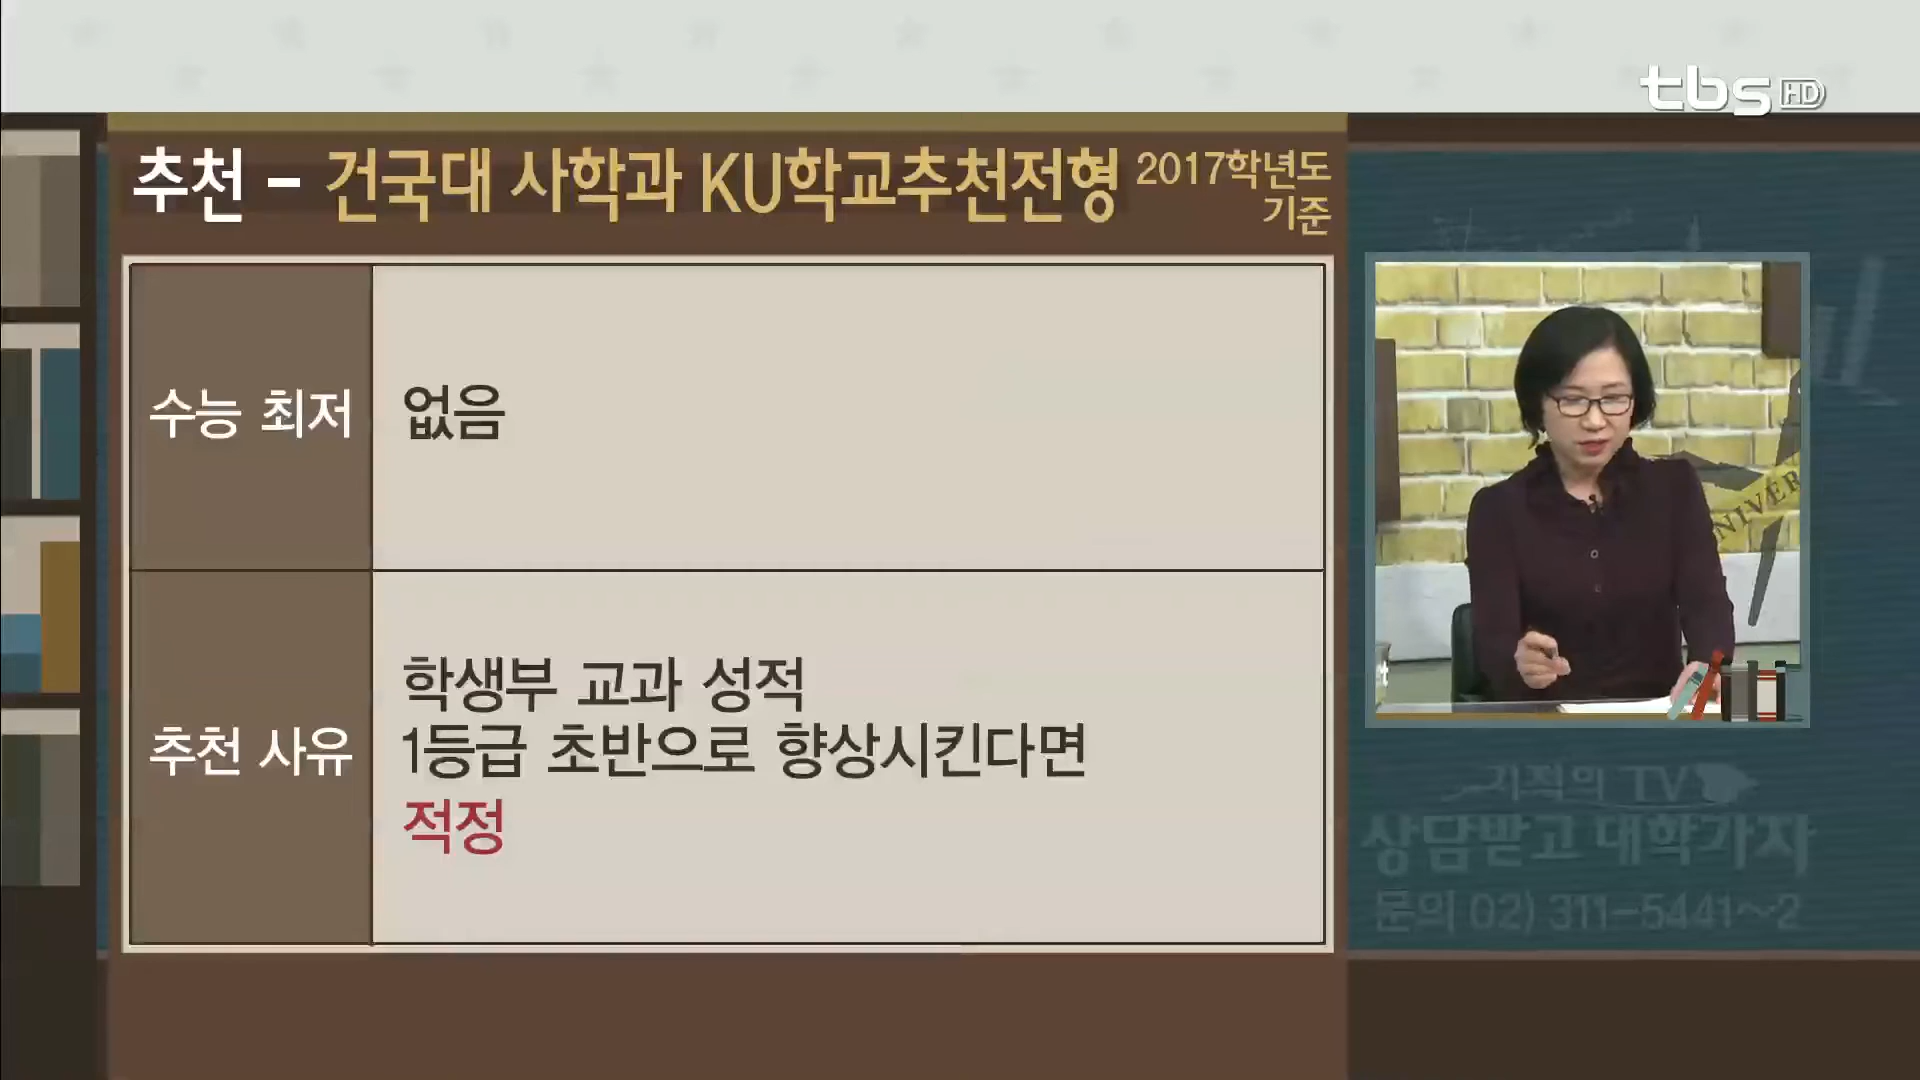 tbs HD
추천 - 건국대 사학과 KU학교추천전형 2017학년도 기준
수능 최저
없음
추천 사유
학생부 교과 성적
1등급 초반으로 향상시킨다면
적정
NIVER
기적의 TV
상담받고 대학가자
문의 02) 311-5441~2